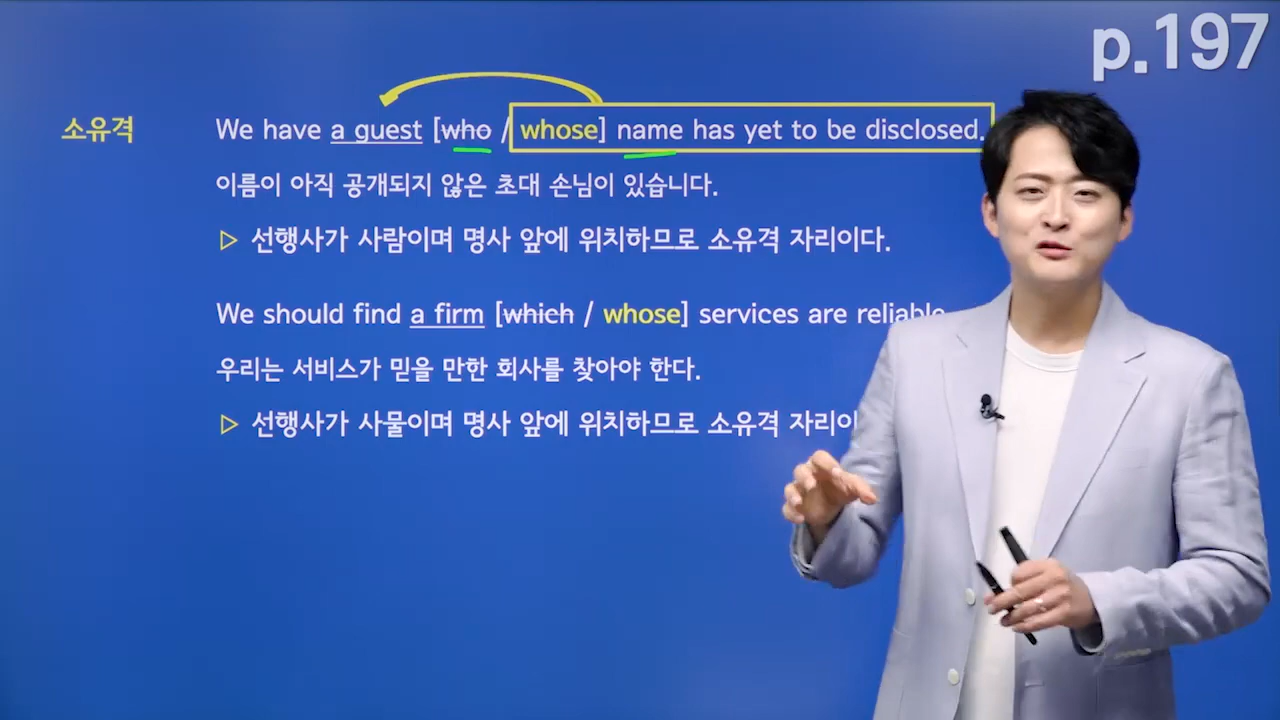 p.197
소유격
We have a guest [who / whose] name has yet to be disclosed.
이름이 아직 공개되지 않은 초대 손님이 있습니다.
▷ 선행사가 사람이며 명사 앞에 위치하므로 소유격 자리이다.
We should find a firm [which / whose] services are reliable
우리는 서비스가 믿을 만한 회사를 찾아야 한다.
▷ 선행사가 사물이며 명사 앞에 위치하므로 소유격 자리이